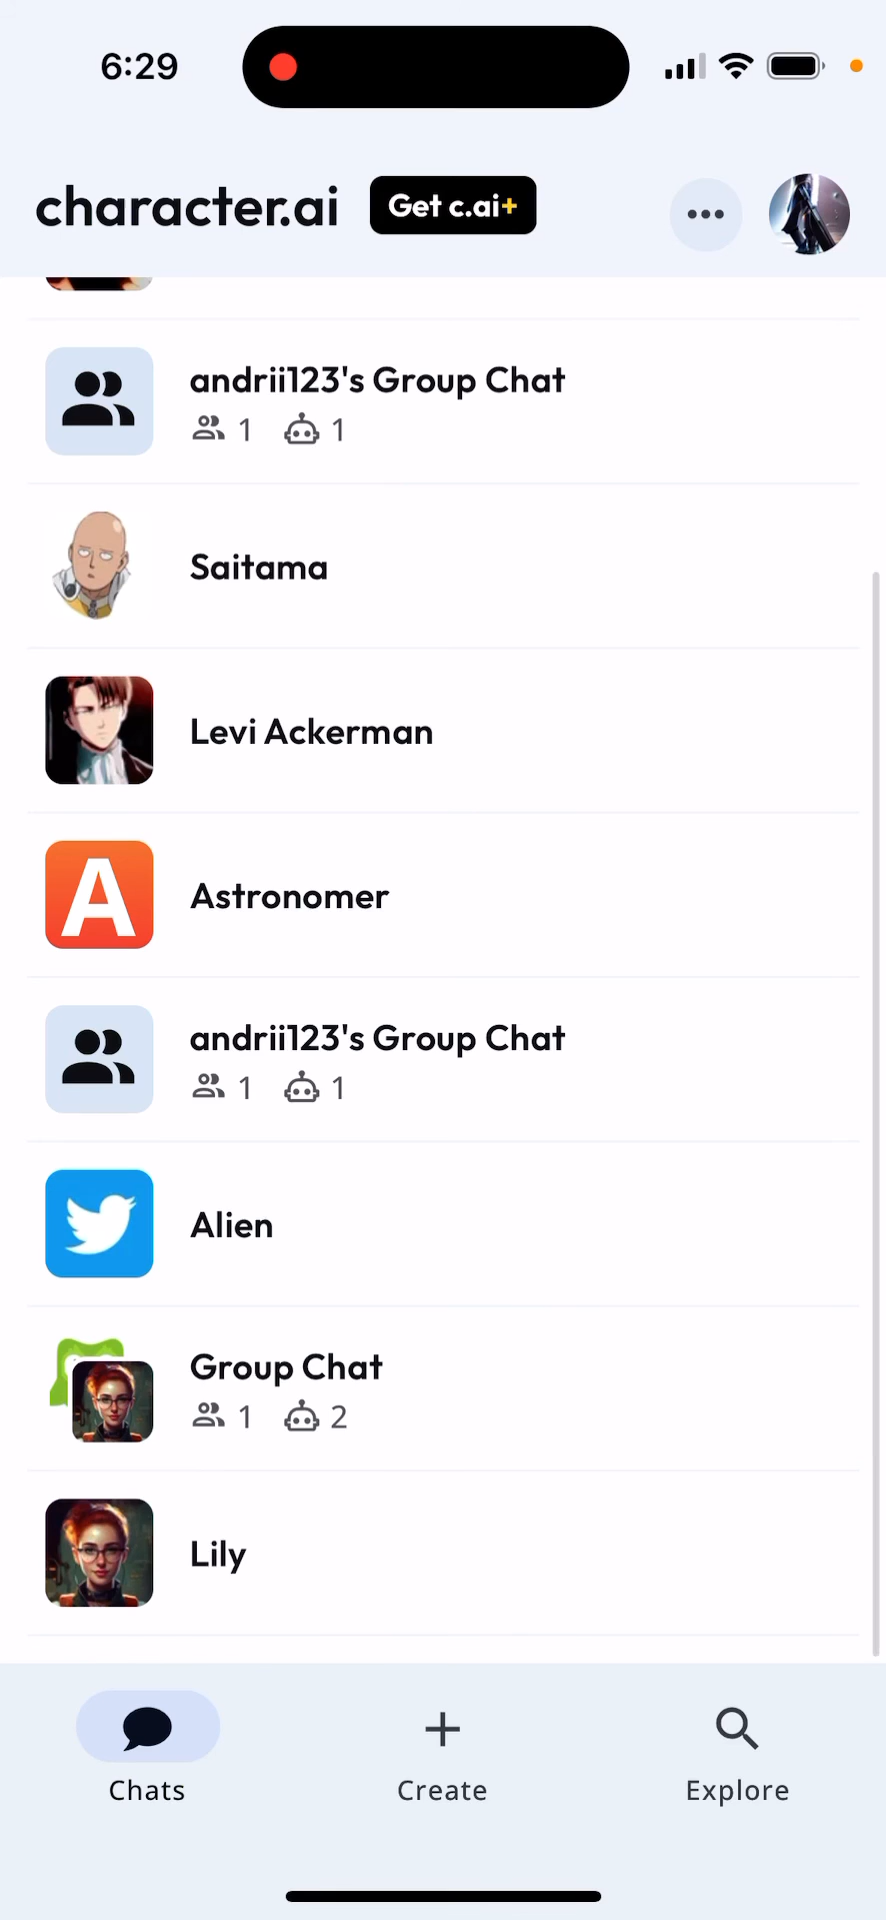 6:29
character.ai
Get c.ai+
andrii123's Group Chat
1 1
Saitama
Levi Ackerman
A
Astronomer
andrii123's Group Chat
1 1
Alien
Group Chat
1 2
Lily
Chats
Create
Explore